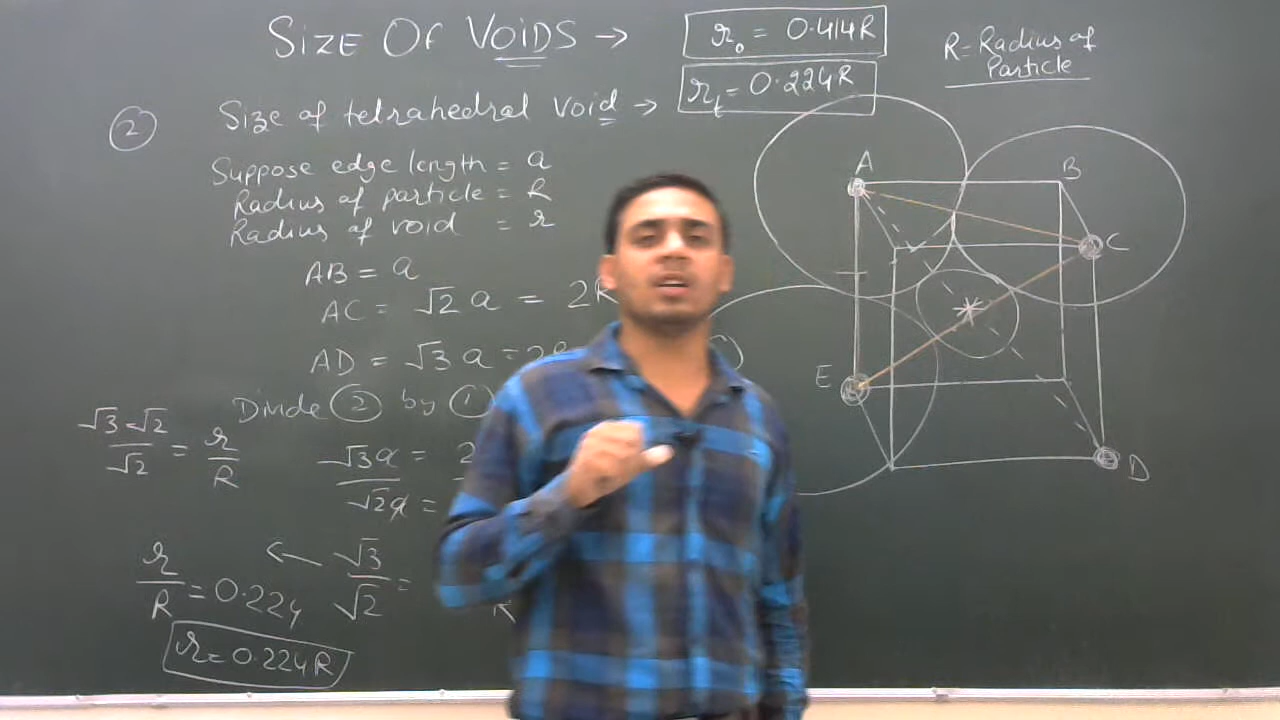 SIZE OF VOIDS →
r₀ = 0.414R
rₜ = 0.224R
R - Radius of
Particle
② Size of tetrahedral void →
Suppose edge length = a
Radius of particle = R
Radius of void = r
AB = a
AC = √2 a = 2R
AD = √3 a = 2
Divide ② by ①
√3-√2/√2 = r/R
√3a = 2
√2a =
r/R = 0.224 ← √3/√2 =
R
r = 0.224R
A
B
C
E
D